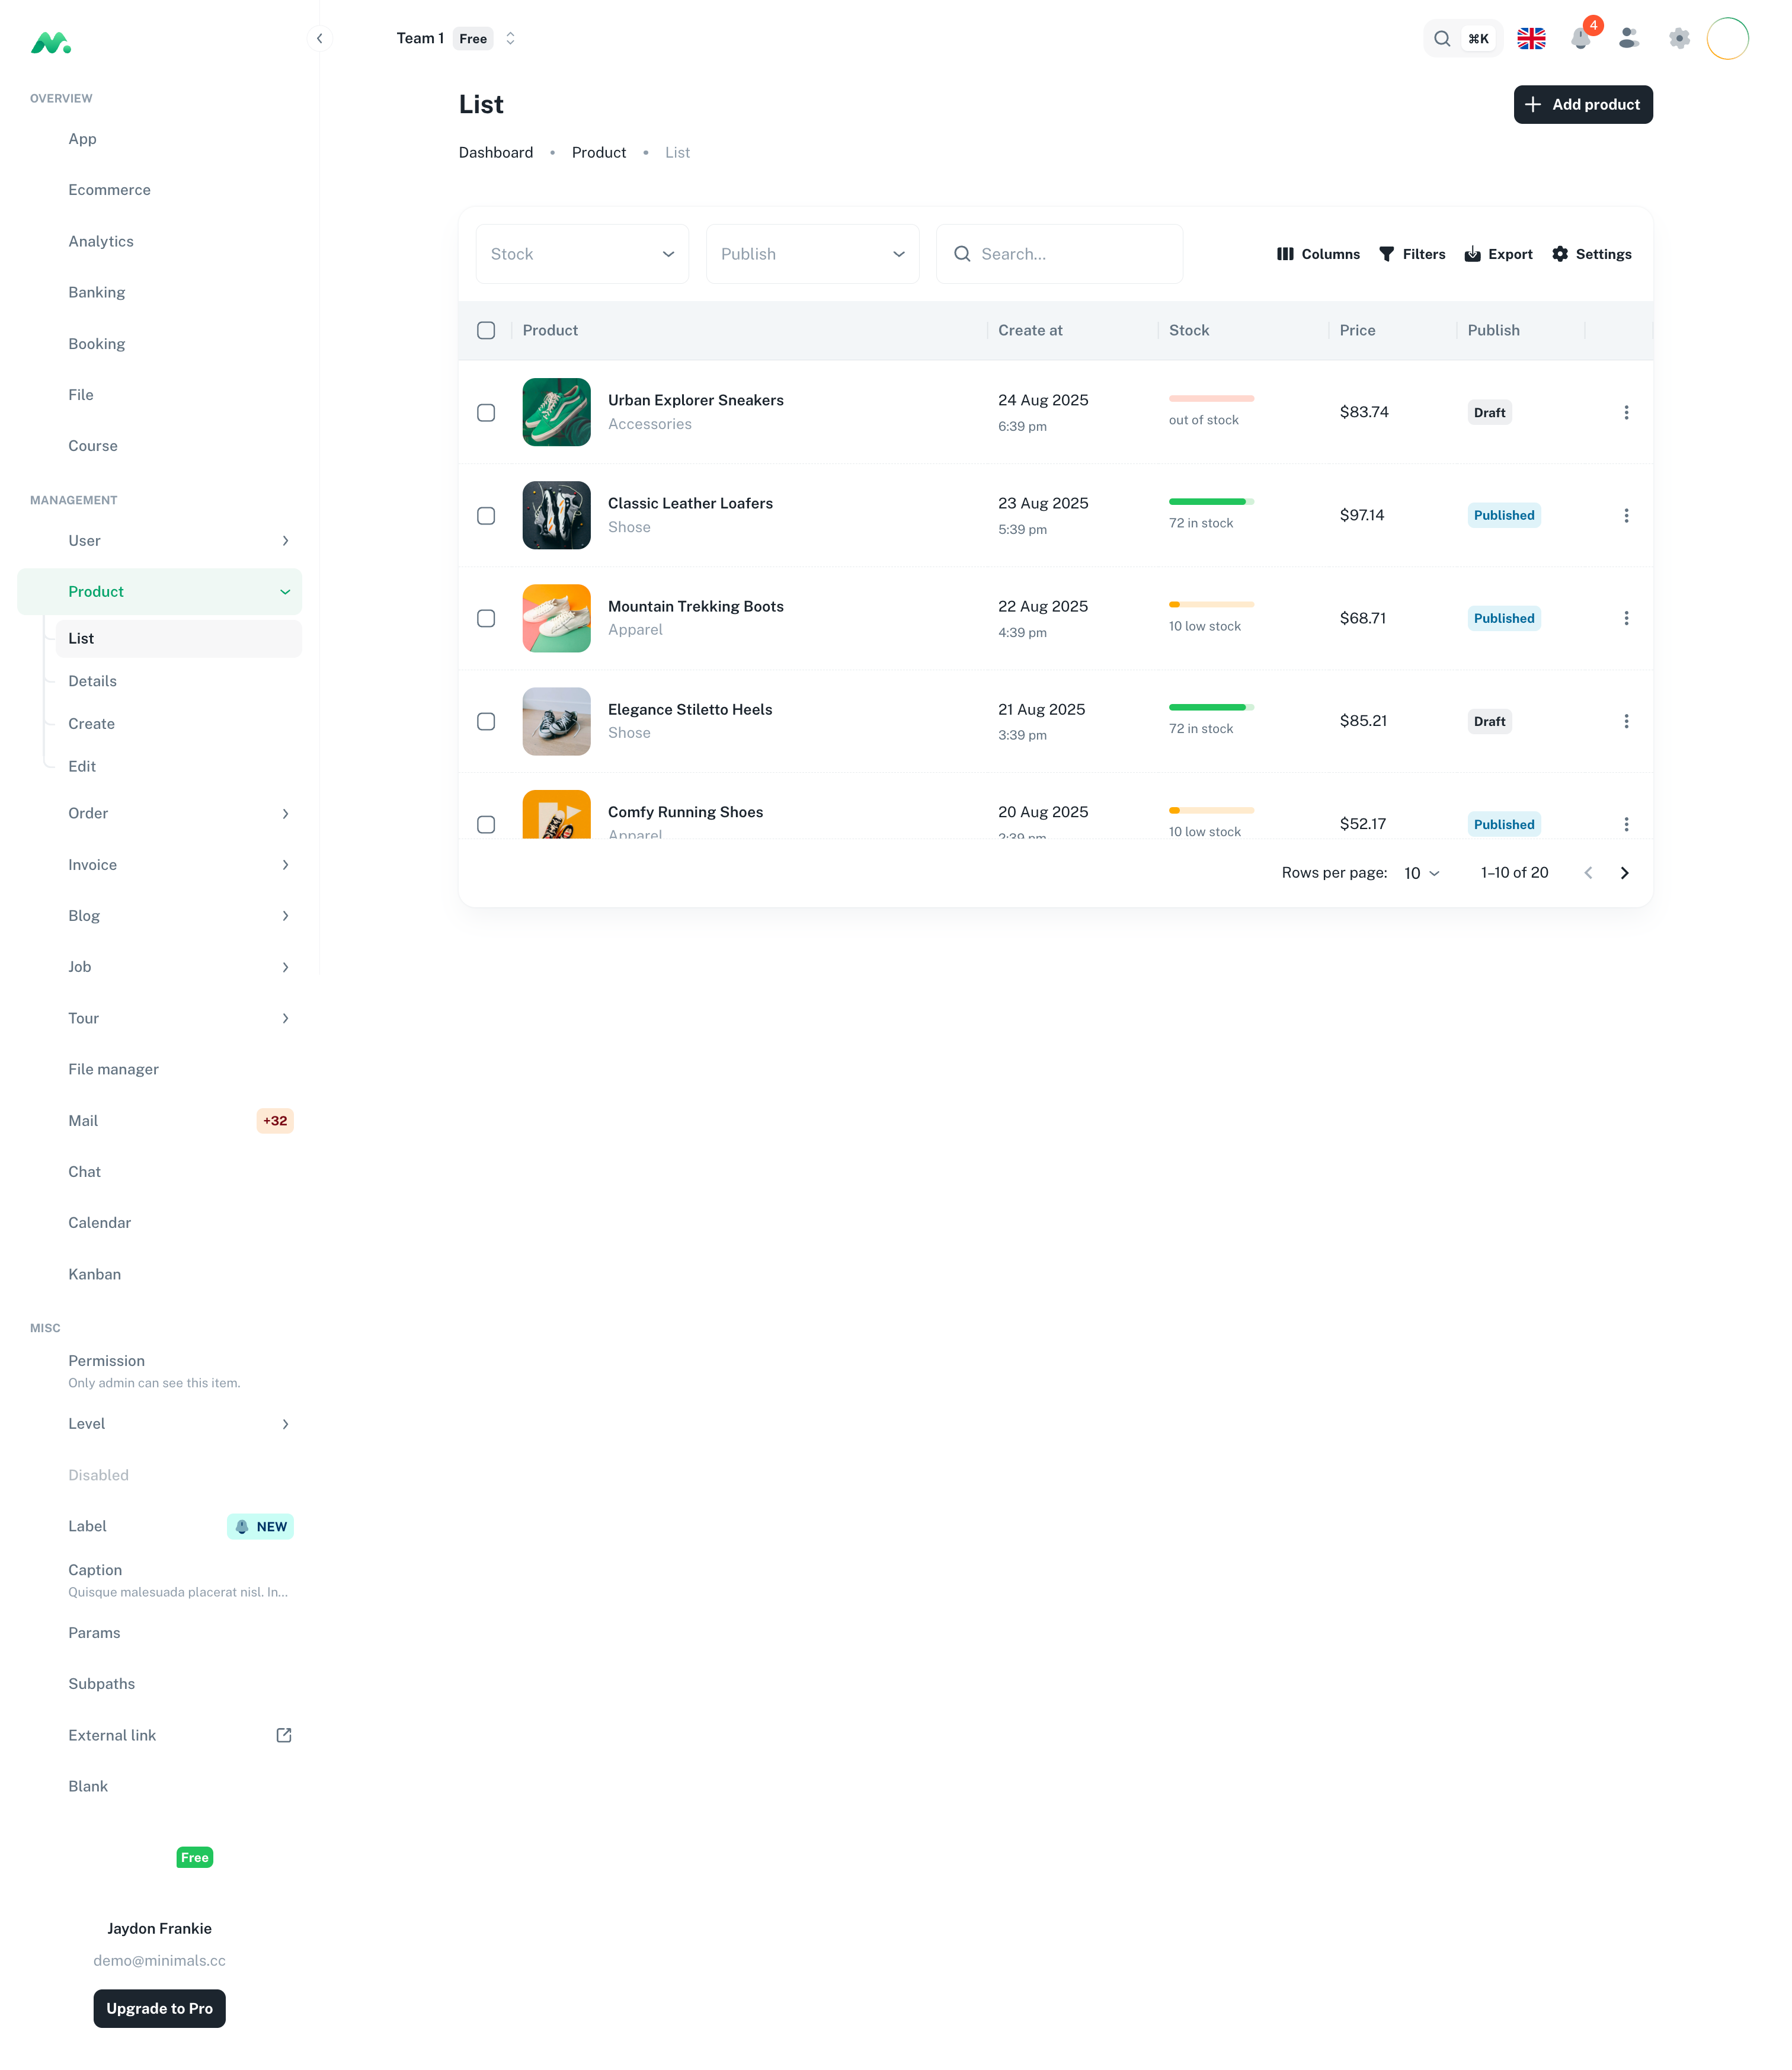 Team 1 Free
⌘K
4
OVERVIEW
App
Ecommerce
Analytics
Banking
Booking
File
Course
MANAGEMENT
User
Product
List
Details
Create
Edit
Order
Invoice
Blog
Job
Tour
File manager
Mail +32
Chat
Calendar
Kanban
MISC
Permission
Only admin can see this item.
Level
Disabled
Label NEW
Caption
Quisque malesuada placerat nisl. In...
Params
Subpaths
External link
Blank
Free
Jaydon Frankie
demo@minimals.cc
Upgrade to Pro
List
Add product
Dashboard • Product • List
Stock Publish Search... Columns Filters Export Settings
Product Create at Stock Price Publish
Urban Explorer Sneakers
Accessories
24 Aug 2025
6:39 pm
out of stock
$83.74
Draft
Classic Leather Loafers
Shose
23 Aug 2025
5:39 pm
72 in stock
$97.14
Published
Mountain Trekking Boots
Apparel
22 Aug 2025
4:39 pm
10 low stock
$68.71
Published
Elegance Stiletto Heels
Shose
21 Aug 2025
3:39 pm
72 in stock
$85.21
Draft
Comfy Running Shoes
Apparel
20 Aug 2025
2:39 pm
10 low stock
$52.17
Published
Rows per page: 10 1–10 of 20